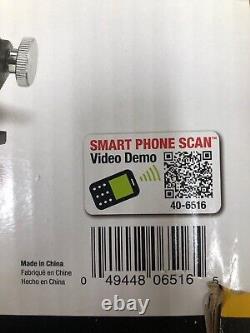 SMART PHONE SCAN™
Video Demo
40-6516
Made in China
Fabriqué en Chine
Hecho en China
0 49448 06516 6